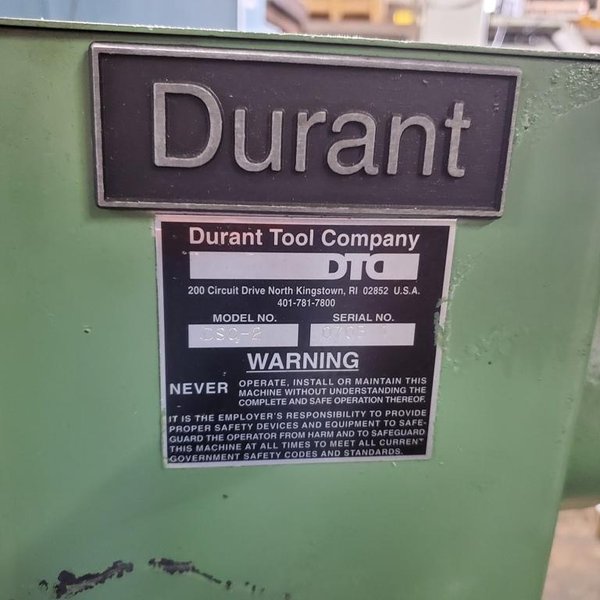 Durant
Durant Tool Company
DTC
200 Circuit Drive North Kingstown, RI 02852 U.S.A.
401-781-7800
MODEL NO. SERIAL NO.
WARNING
NEVER OPERATE, INSTALL OR MAINTAIN THIS
MACHINE WITHOUT UNDERSTANDING THE
COMPLETE AND SAFE OPERATION THEREOF.
IT IS THE EMPLOYER'S RESPONSIBILITY TO PROVIDE
PROPER SAFETY DEVICES AND EQUIPMENT TO SAFE-
GUARD THE OPERATOR FROM HARM AND TO SAFEGUARD
THIS MACHINE AT ALL TIMES TO MEET ALL CURRENT
GOVERNMENT SAFETY CODES AND STANDARDS.